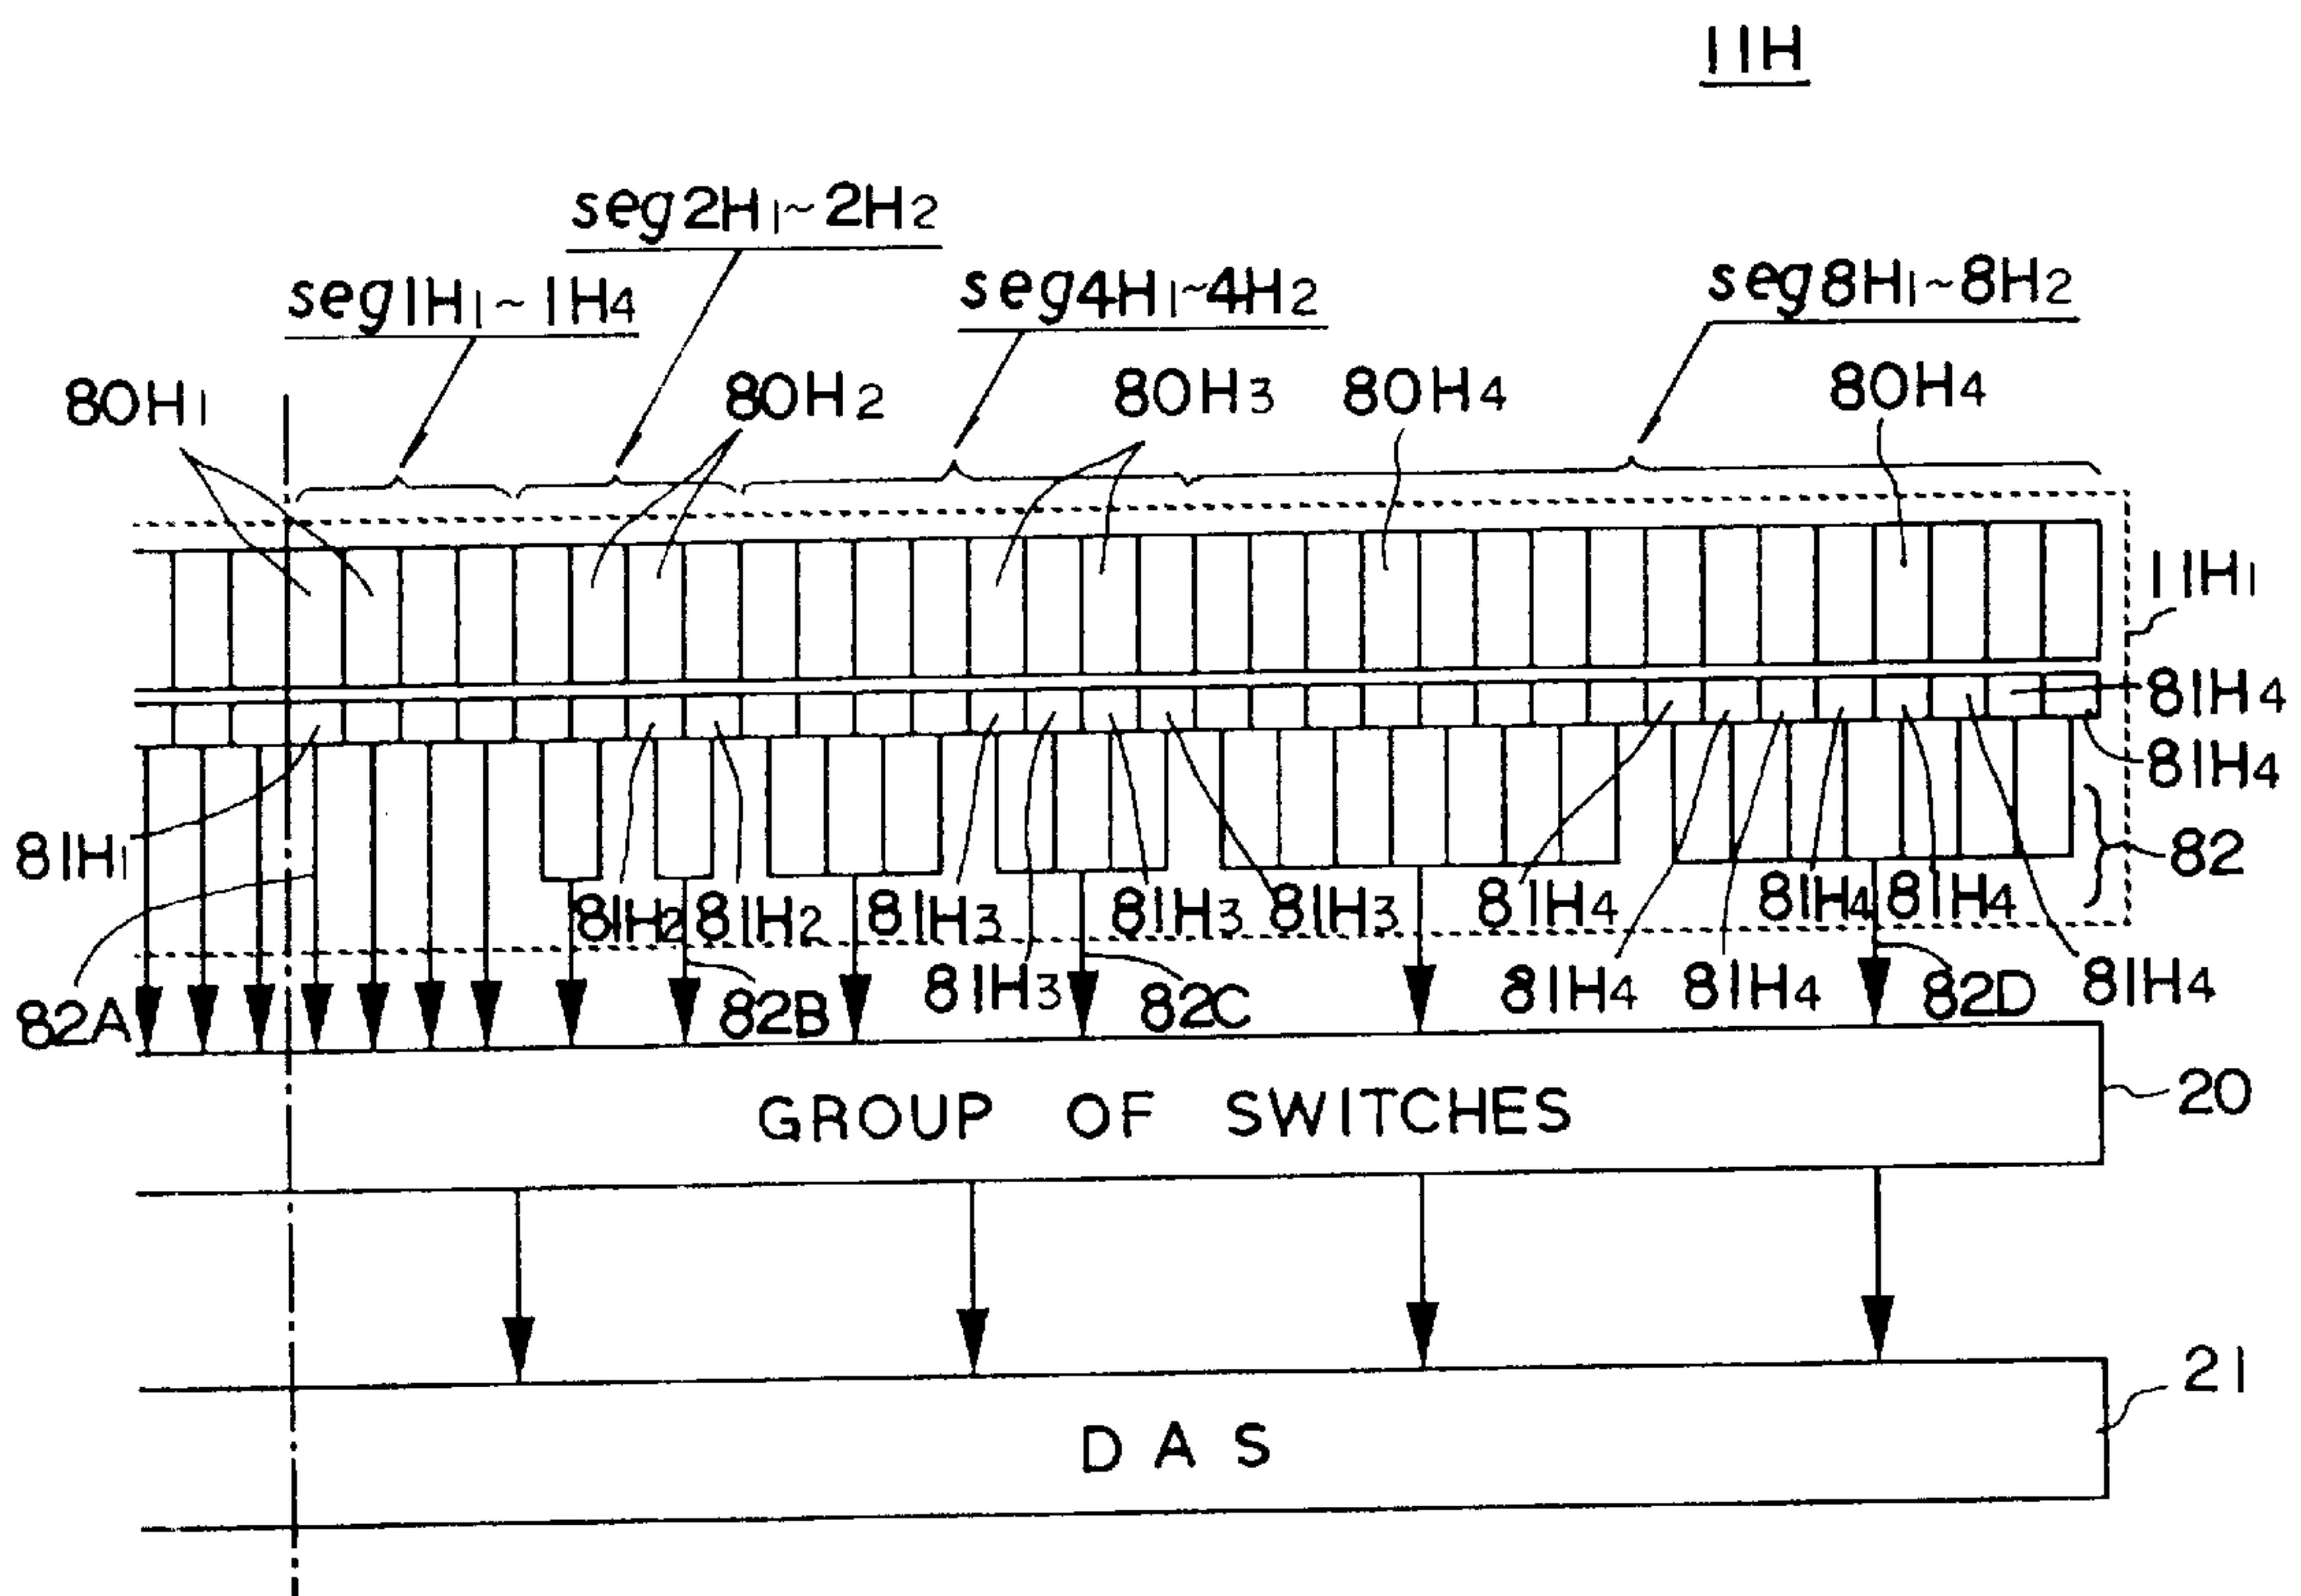 11H
seg2H1~2H2
seg1H1~1H4
seg4H1~4H2
seg8H1~8H2
80H1
80H2
80H3
80H4
80H4
11H1
81H4
81H4
81H1
82
81H2
81H2
81H3
81H3
81H3
81H4
81H4
81H4
82A
82B
81H3
82C
81H4
81H4
82D
81H4
GROUP OF SWITCHES
20
21
DAS